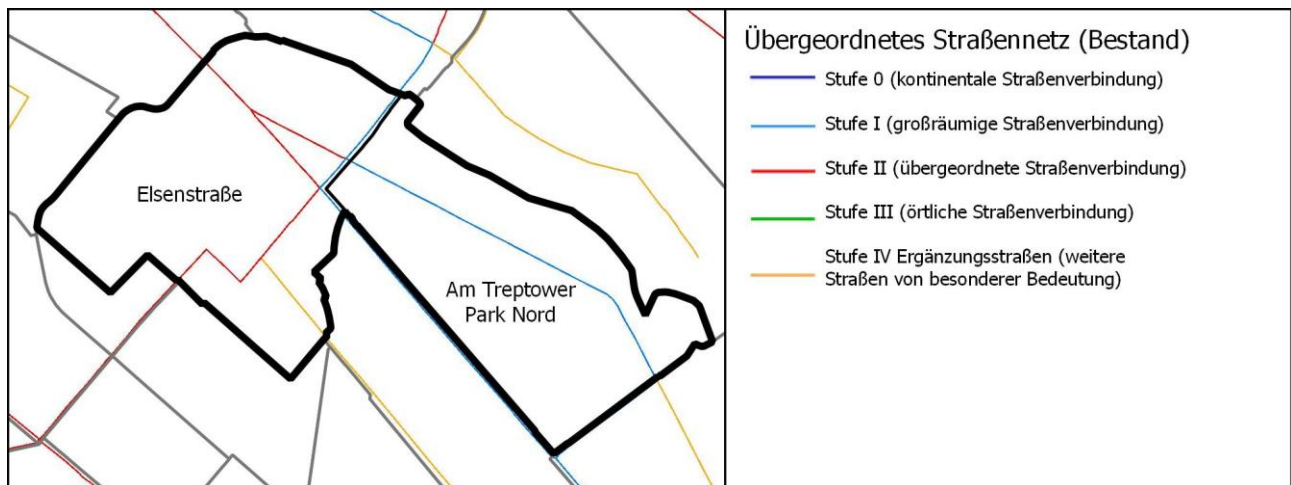 Elsenstraße
Am Treptower
Park Nord
Übergeordnetes Straßennetz (Bestand)
Stufe 0 (kontinentale Straßenverbindung)
Stufe I (großräumige Straßenverbindung)
Stufe II (übergeordnete Straßenverbindung)
Stufe III (örtliche Straßenverbindung)
Stufe IV Ergänzungsstraßen (weitere
Straßen von besonderer Bedeutung)